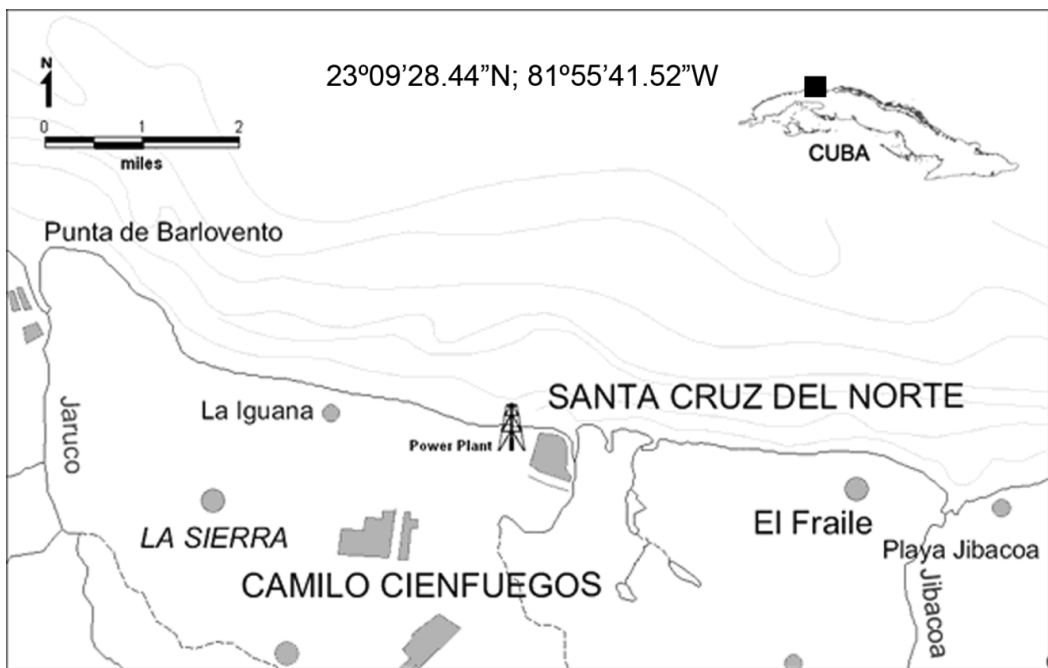 N
23º09’28.44”N; 81º55’41.52”W
0 1 2
miles
CUBA
Punta de Barlovento
SANTA CRUZ DEL NORTE
Jaruco
La Iguana
Power Plant
LA SIERRA
El Fraile
Playa Jibacoa
CAMILO CIENFUEGOS
Jibacoa